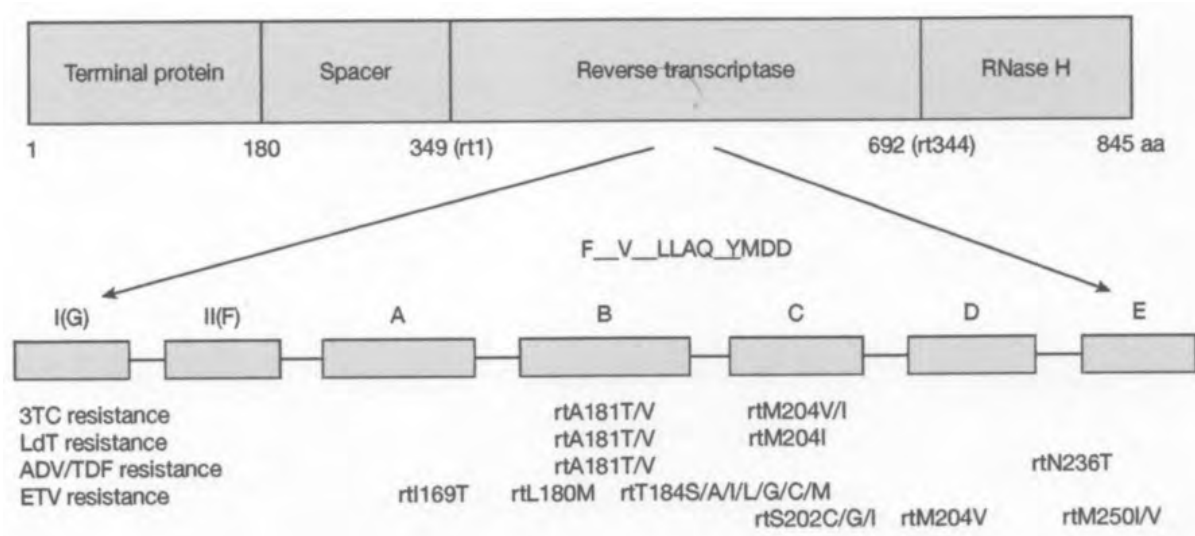 Terminal protein Spacer Reverse transcriptase RNase H
1 180 349 (rt1) 692 (rt344) 845 aa
F__V__LLAQ_YMDD
I(G) II(F) A B C D E
3TC resistance rtA181T/V rtM204V/I
LdT resistance rtA181T/V rtM204I
ADV/TDF resistance rtA181T/V rtN236T
ETV resistance rtI169T rtL180M rtT184S/A/I/L/G/C/M
rtS202C/G/I rtM204V rtM250I/V